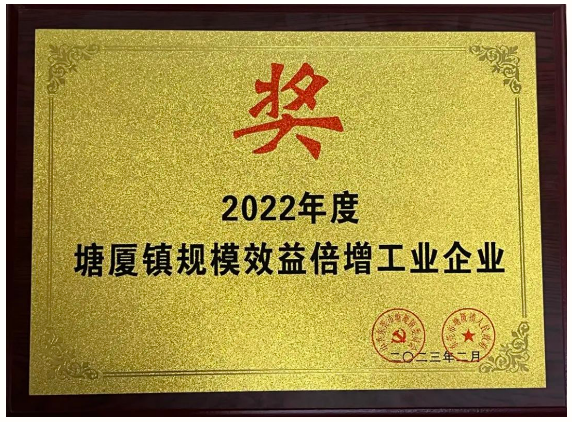 奖
2022年度
塘厦镇规模效益倍增工业企业
二〇二三年二月